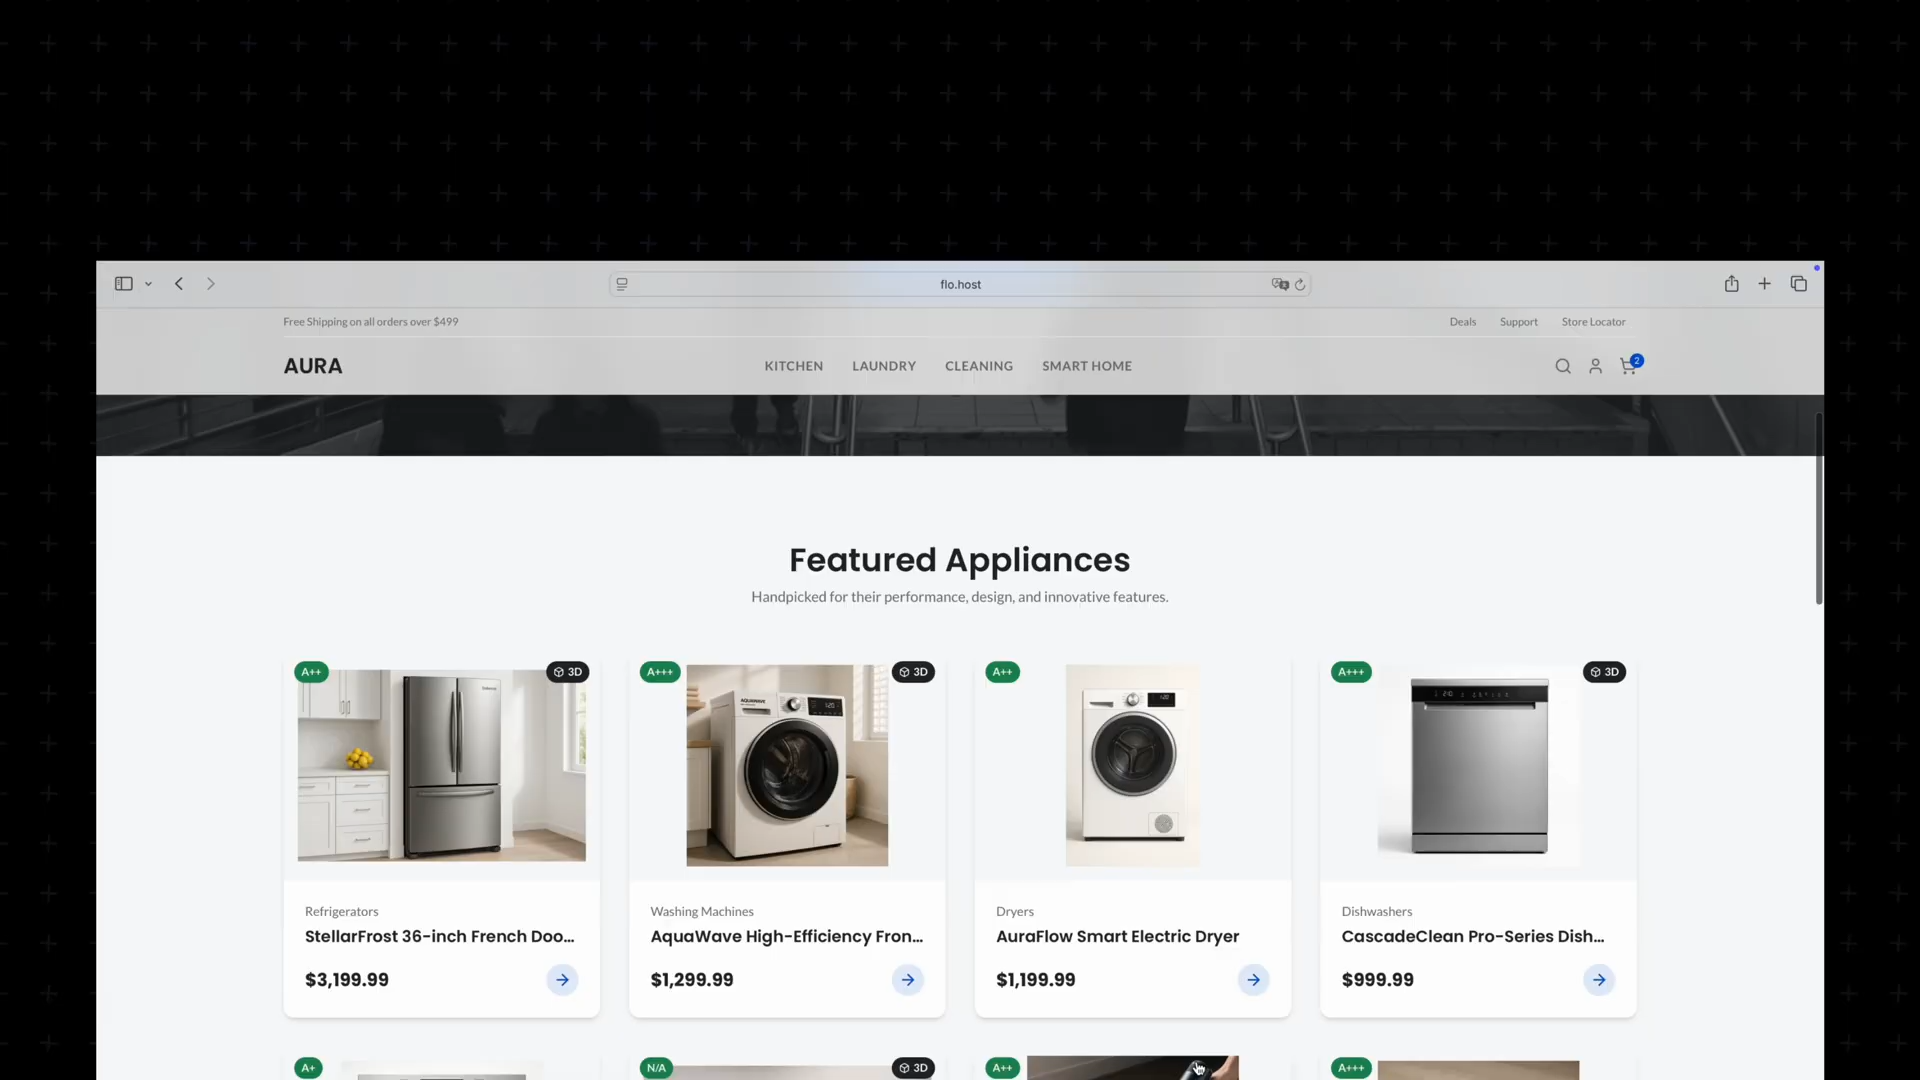 flo.host
Free Shipping on all orders over $499
Deals
Support
Store Locator
AURA
KITCHEN
LAUNDRY
CLEANING
SMART HOME
2
Featured Appliances
Handpicked for their performance, design, and innovative features.
A++
3D
A+++
3D
A++
A+++
3D
AQUAWAVE
Refrigerators
StellarFrost 36-inch French Doo...
$3,199.99
Washing Machines
AquaWave High-Efficiency Fron...
$1,299.99
Dryers
AuraFlow Smart Electric Dryer
$1,199.99
Dishwashers
CascadeClean Pro-Series Dish...
$999.99
A+
N/A
3D
A++
A+++